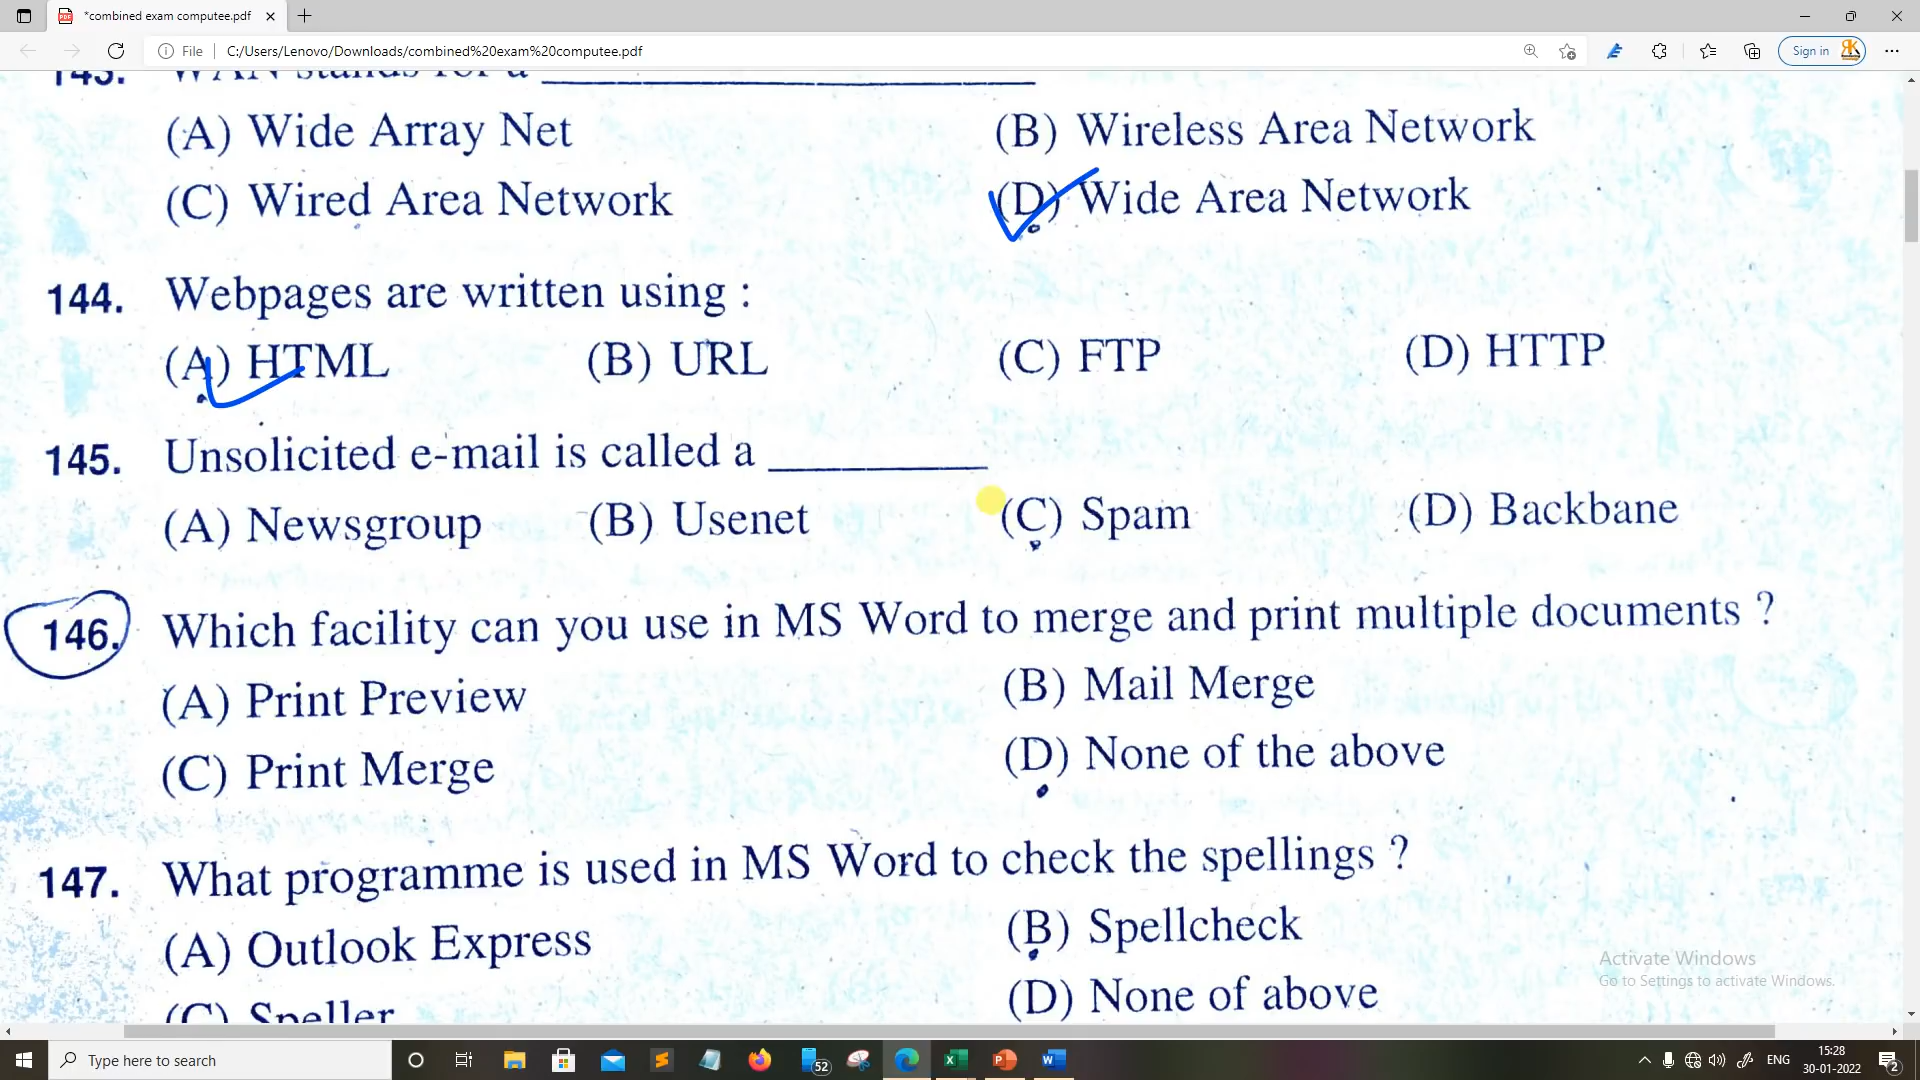 *combined exam computee.pdf
File
C:/Users/Lenovo/Downloads/combined%20exam%20computee.pdf
Sign in
143. WAN stands for a
(A) Wide Array Net
(B) Wireless Area Network
(C) Wired Area Network
(D) Wide Area Network
144. Webpages are written using :
(A) HTML
(B) URL
(C) FTP
(D) HTTP
145. Unsolicited e-mail is called a
(A) Newsgroup
(B) Usenet
(C) Spam
(D) Backbane
146. Which facility can you use in MS Word to merge and print multiple documents ?
(A) Print Preview
(B) Mail Merge
(C) Print Merge
(D) None of the above
147. What programme is used in MS Word to check the spellings ?
(A) Outlook Express
(B) Spellcheck
(C) Speller
(D) None of above
Activate Windows
Go to Settings to activate Windows.
Type here to search
52
ENG
15:28
30-01-2022
2